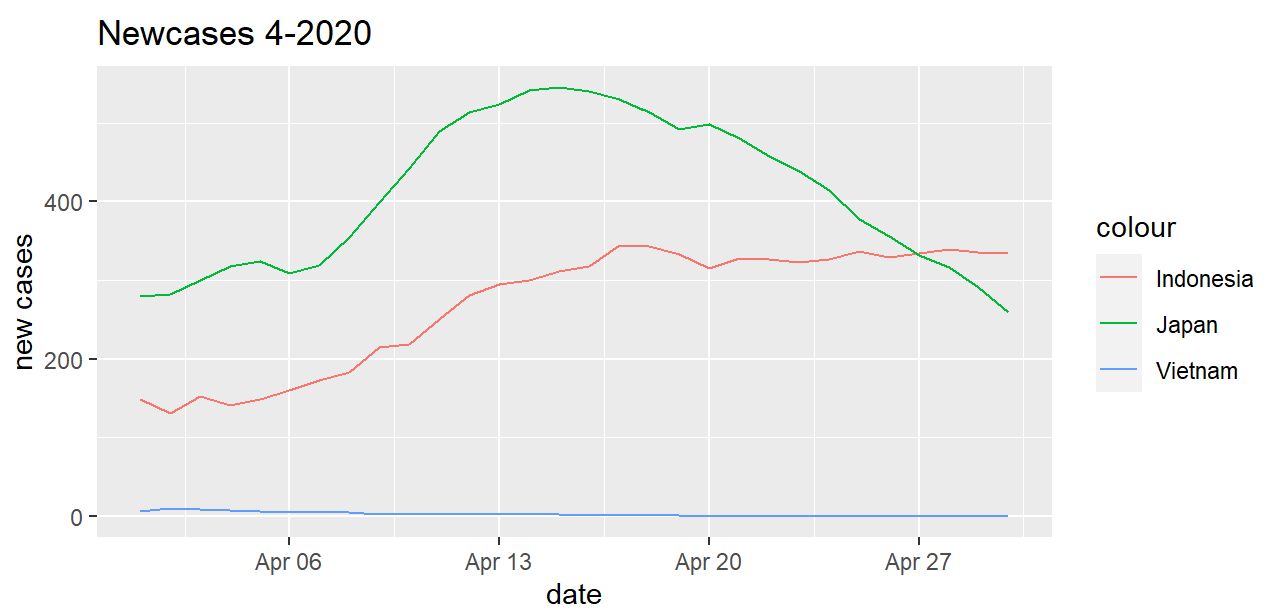 Newcases 4-2020
new cases
400
200
0
Apr 06
Apr 13
Apr 20
Apr 27
date
colour
Indonesia
Japan
Vietnam